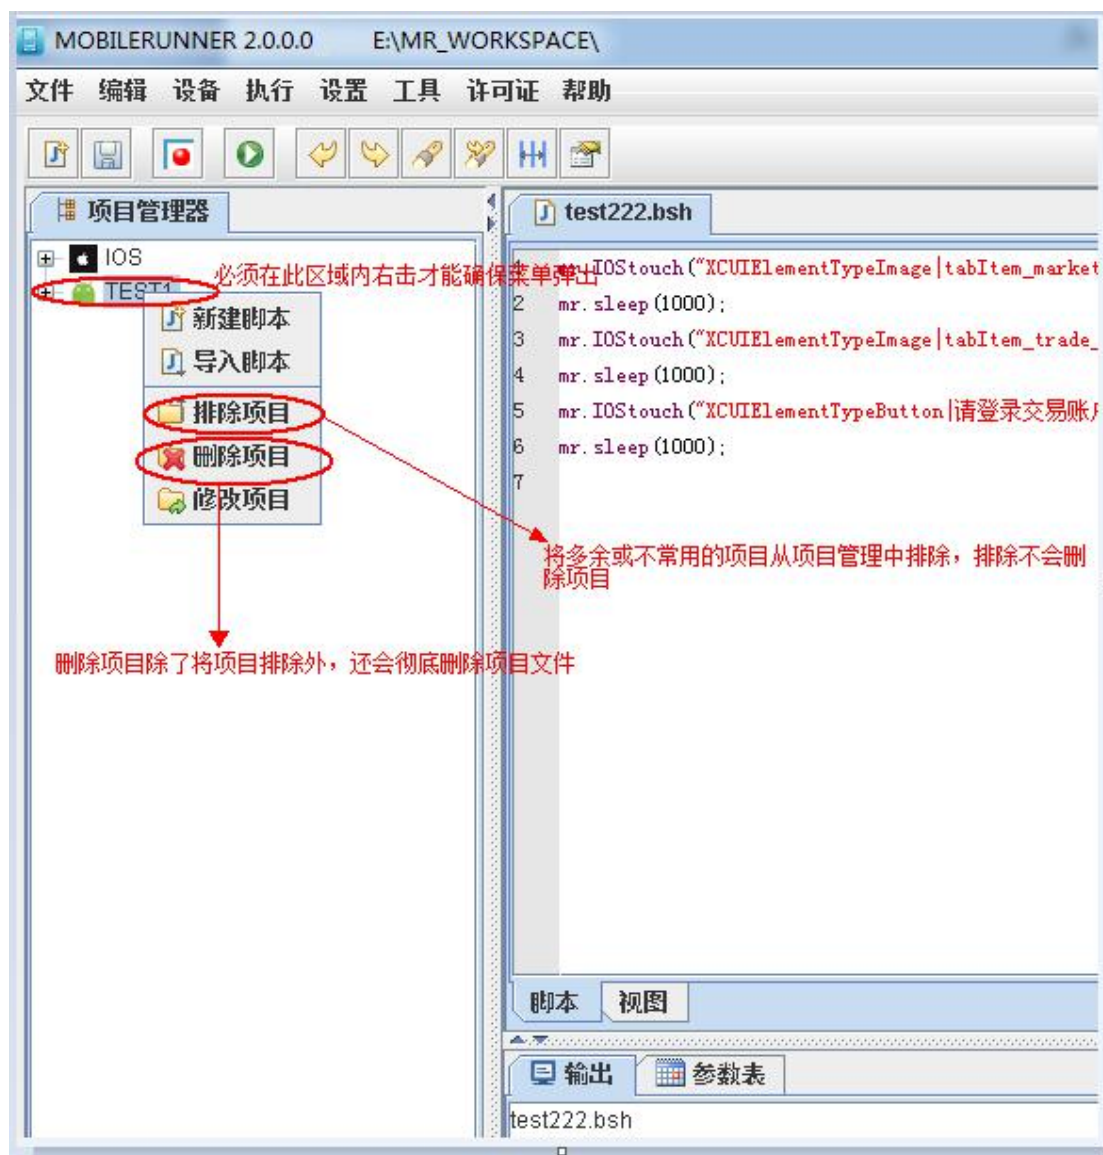 MOBILERUNNER 2.0.0.0 E:\MR_WORKSPACE\
文件 编辑 设备 执行 设置 工具 许可证 帮助
项目管理器
test222.bsh
IOS
TEST1
必须在此区域内右击才能确保菜单弹出
新建脚本
导入脚本
排除项目
删除项目
修改项目
mr.IOStouch("XCUIElementTypeImage|tabItem_market
2 mr.sleep(1000);
3 mr.IOStouch("XCUIElementTypeImage|tabItem_trade_
4 mr.sleep(1000);
5 mr.IOStouch("XCUIElementTypeButton|请登录交易账户
6 mr.sleep(1000);
7
将多余或不常用的项目从项目管理中排除，排除不会删
除项目
删除项目除了将项目排除外，还会彻底删除项目文件
脚本 视图
输出 参数表
test222.bsh